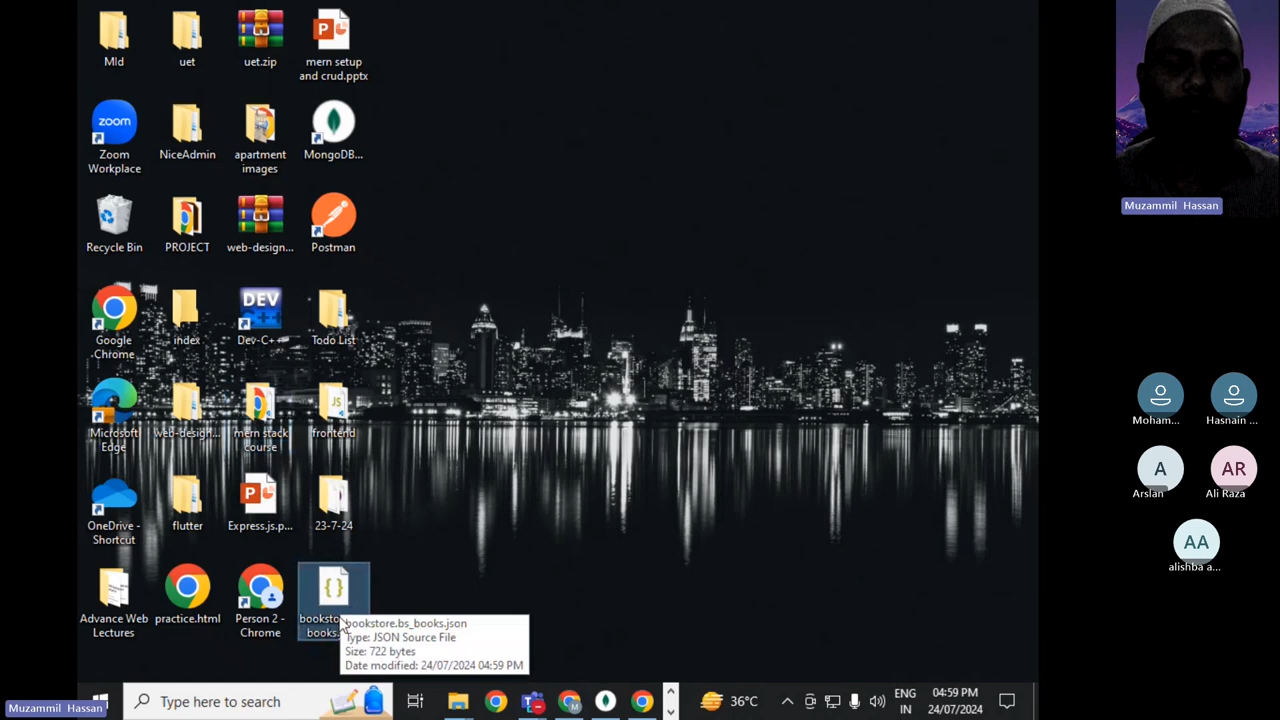 Mld
uet
uet.zip
mern setup
and crud.pptx
zoom
Zoom
Workplace
NiceAdmin
apartment
images
MongoDB...
Recycle Bin
PROJECT
web-design...
Postman
Google
Chrome
index
DEV
Dev-C++
Todo List
Microsoft
Edge
web-design...
mern stack
course
JS
frontend
OneDrive -
Shortcut
flutter
Express.js.p...
23-7-24
Advance Web
Lectures
practice.html
Person 2 -
Chrome
books
bookstore.bs_books.json
Type: JSON Source File
Size: 722 bytes
Date modified: 24/07/2024 04:59 PM
Muzammil Hassan
Type here to search
36°C
ENG
IN
04:59 PM
24/07/2024
Muzammil Hassan
Moham...
Hasnain ...
A
Arslan
AR
Ali Raza
AA
alishba a...